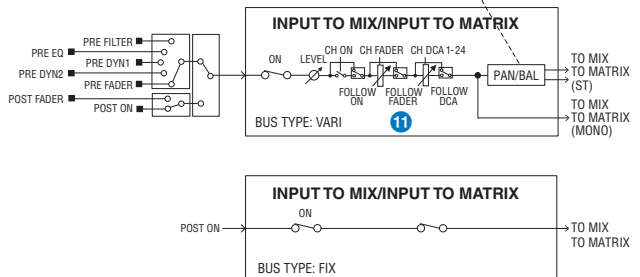 INPUT TO MIX/INPUT TO MATRIX
PRE FILTER
PRE EQ
PRE DYN1
PRE DYN2
PRE FADER
POST FADER
POST ON
ON
LEVEL
CH ON
CH FADER
CH DCA 1-24
FOLLOW ON
FOLLOW FADER
FOLLOW DCA
PAN/BAL
TO MIX
TO MATRIX
(ST)
TO MIX
TO MATRIX
(MONO)
11
BUS TYPE: VARI
INPUT TO MIX/INPUT TO MATRIX
ON
POST ON
TO MIX
TO MATRIX
BUS TYPE: FIX